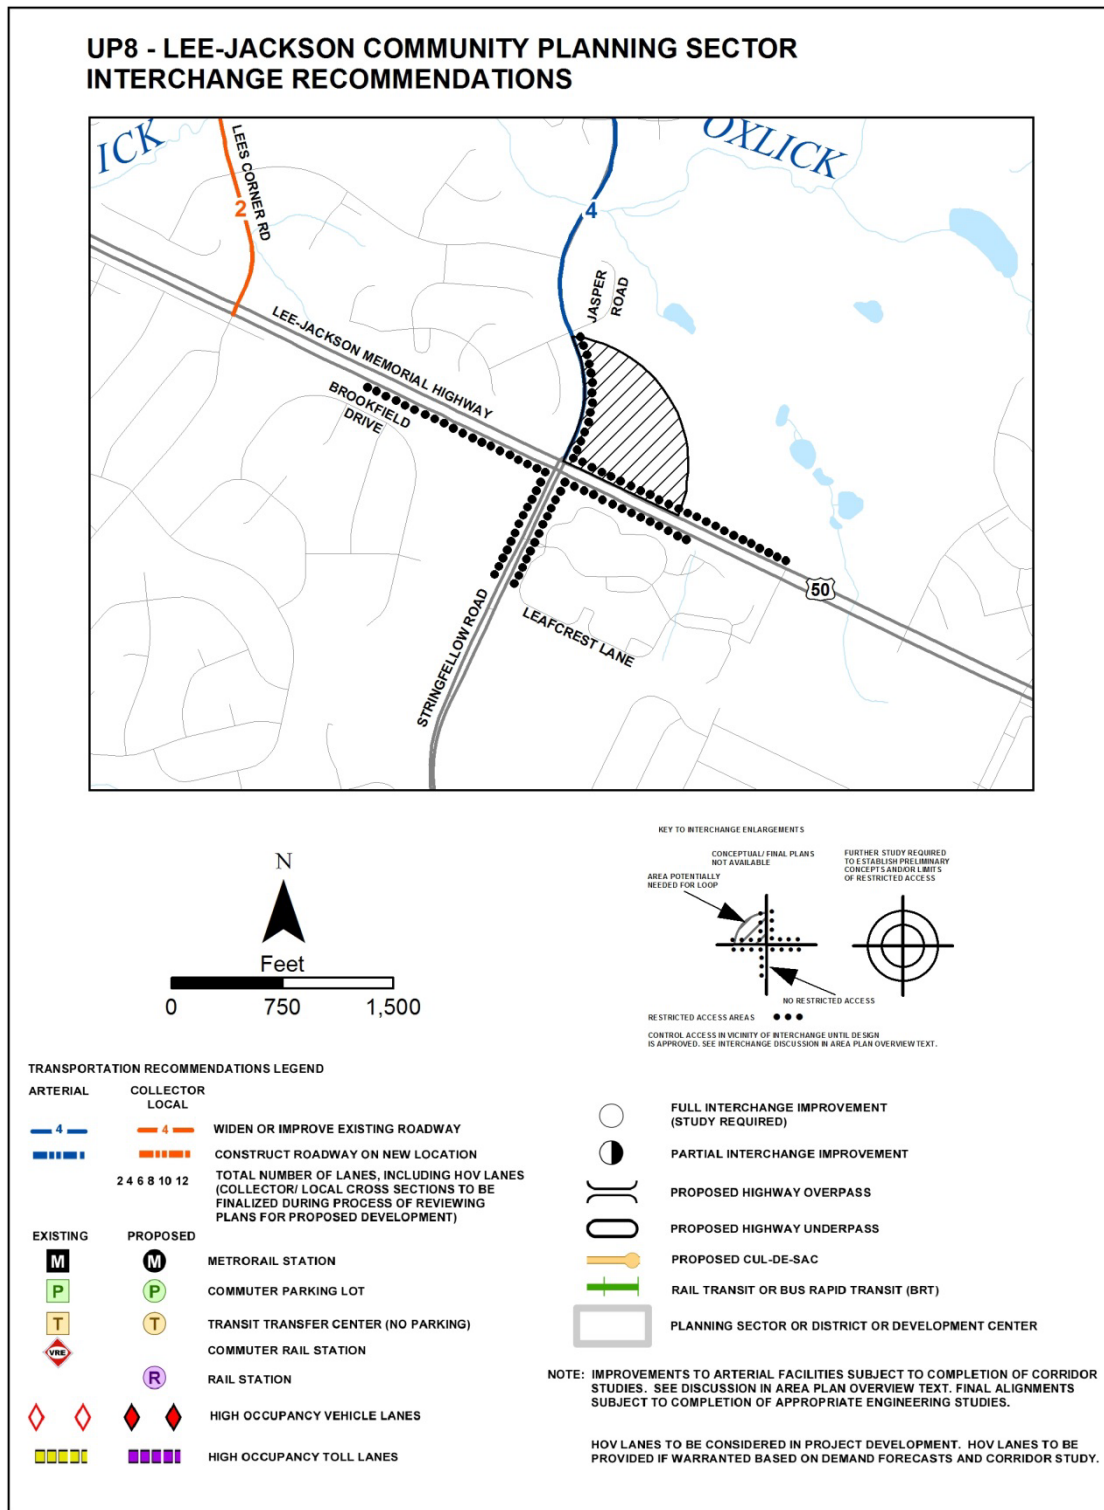 UP8 - LEE-JACKSON COMMUNITY PLANNING SECTOR
INTERCHANGE RECOMMENDATIONS
ICK
OXLICK
LEES CORNER RD
2
4
JASPER
ROAD
LEE-JACKSON MEMORIAL HIGHWAY
BROOKFIELD
DRIVE
50
STRINGFELLOW ROAD
LEAFCREST LANE
N
Feet
0 750 1,500
KEY TO INTERCHANGE ENLARGEMENTS
CONCEPTUAL/ FINAL PLANS
NOT AVAILABLE
AREA POTENTIALLY
NEEDED FOR LOOP
FURTHER STUDY REQUIRED
TO ESTABLISH PRELIMINARY
CONCEPTS AND/OR LIMITS
OF RESTRICTED ACCESS
NO RESTRICTED ACCESS
RESTRICTED ACCESS AREAS
CONTROL ACCESS IN VICINITY OF INTERCHANGE UNTIL DESIGN
IS APPROVED. SEE INTERCHANGE DISCUSSION IN AREA PLAN OVERVIEW TEXT.
TRANSPORTATION RECOMMENDATIONS LEGEND
ARTERIAL
COLLECTOR
LOCAL
4 4 WIDEN OR IMPROVE EXISTING ROADWAY
CONSTRUCT ROADWAY ON NEW LOCATION
2 4 6 8 10 12
TOTAL NUMBER OF LANES, INCLUDING HOV LANES
(COLLECTOR/ LOCAL CROSS SECTIONS TO BE
FINALIZED DURING PROCESS OF REVIEWING
PLANS FOR PROPOSED DEVELOPMENT)
EXISTING PROPOSED
M M METRORAIL STATION
P P COMMUTER PARKING LOT
T T TRANSIT TRANSFER CENTER (NO PARKING)
VRE COMMUTER RAIL STATION
R RAIL STATION
HIGH OCCUPANCY VEHICLE LANES
HIGH OCCUPANCY TOLL LANES
FULL INTERCHANGE IMPROVEMENT
(STUDY REQUIRED)
PARTIAL INTERCHANGE IMPROVEMENT
PROPOSED HIGHWAY OVERPASS
PROPOSED HIGHWAY UNDERPASS
PROPOSED CUL-DE-SAC
RAIL TRANSIT OR BUS RAPID TRANSIT (BRT)
PLANNING SECTOR OR DISTRICT OR DEVELOPMENT CENTER
NOTE: IMPROVEMENTS TO ARTERIAL FACILITIES SUBJECT TO COMPLETION OF CORRIDOR
STUDIES. SEE DISCUSSION IN AREA PLAN OVERVIEW TEXT. FINAL ALIGNMENTS
SUBJECT TO COMPLETION OF APPROPRIATE ENGINEERING STUDIES.
HOV LANES TO BE CONSIDERED IN PROJECT DEVELOPMENT. HOV LANES TO BE
PROVIDED IF WARRANTED BASED ON DEMAND FORECASTS AND CORRIDOR STUDY.